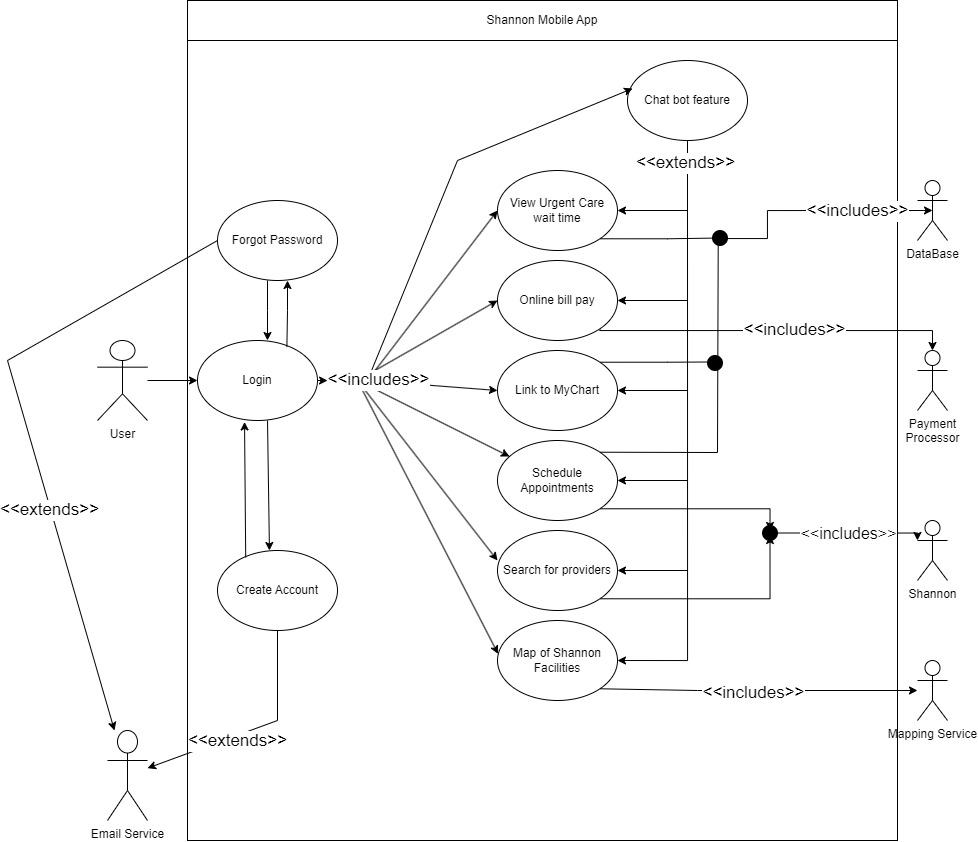 Shannon Mobile App
Chat bot feature
<<extends>>
View Urgent Care
wait time
<<includes>>
DataBase
Forgot Password
Online bill pay
<<includes>>
Payment
Processor
User
Login
<<includes>>
Link to MyChart
Schedule
Appointments
<<extends>>
<<includes>>
Shannon
Search for providers
Create Account
Map of Shannon
Facilities
<<includes>>
Mapping Service
<<extends>>
Email Service